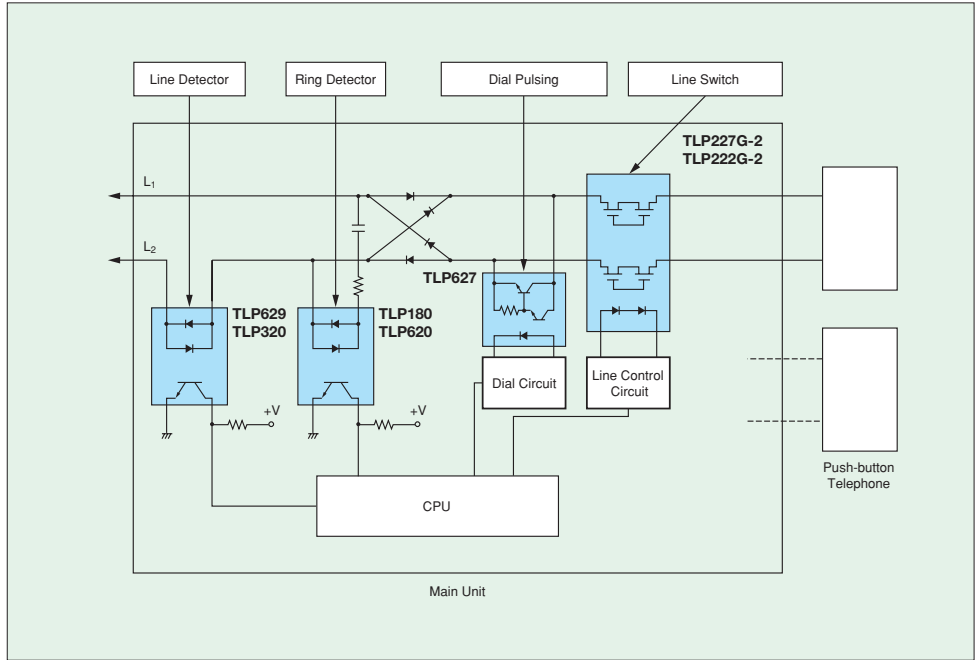 Line Detector
Ring Detector
Dial Pulsing
Line Switch
TLP227G-2
TLP222G-2
L1
L2
TLP627
TLP629
TLP320
TLP180
TLP620
Dial Circuit
Line Control
Circuit
+V
+V
CPU
Push-button
Telephone
Main Unit